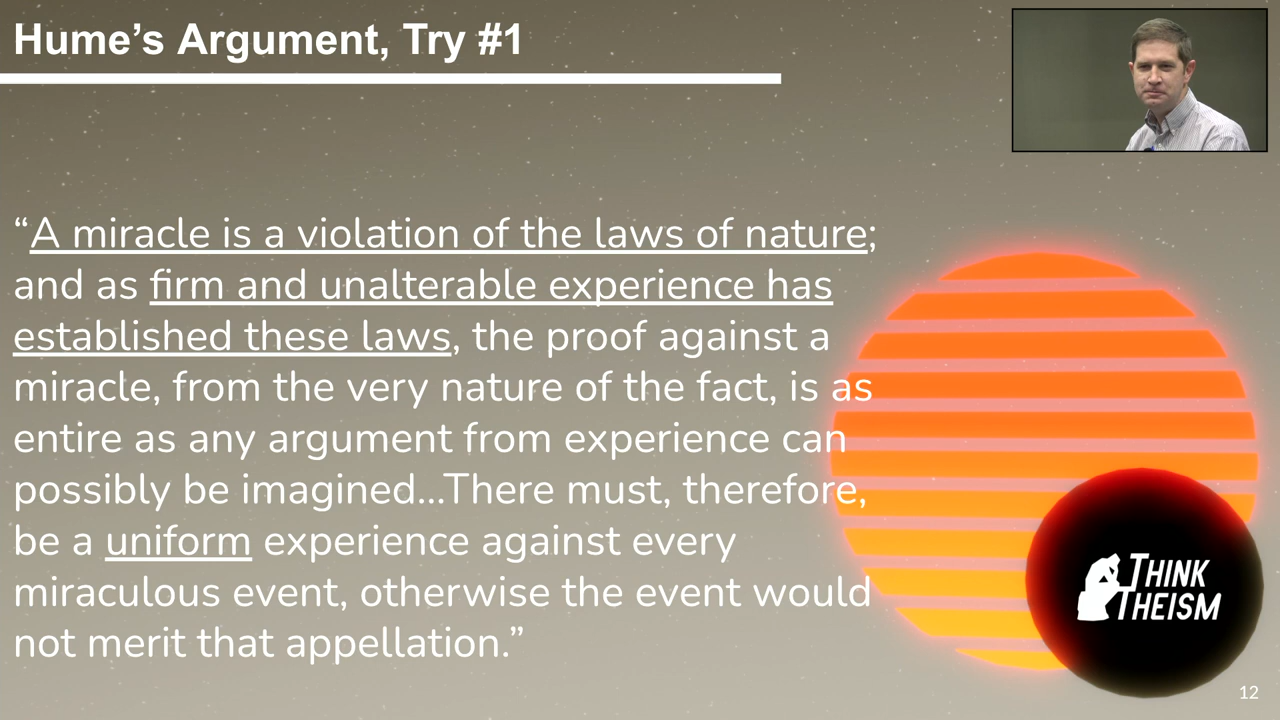 Hume’s Argument, Try #1
“A miracle is a violation of the laws of nature;
and as firm and unalterable experience has
established these laws, the proof against a
miracle, from the very nature of the fact, is as
entire as any argument from experience can
possibly be imagined...There must, therefore,
be a uniform experience against every
miraculous event, otherwise the event would
not merit that appellation.”
THINK
THEISM
12